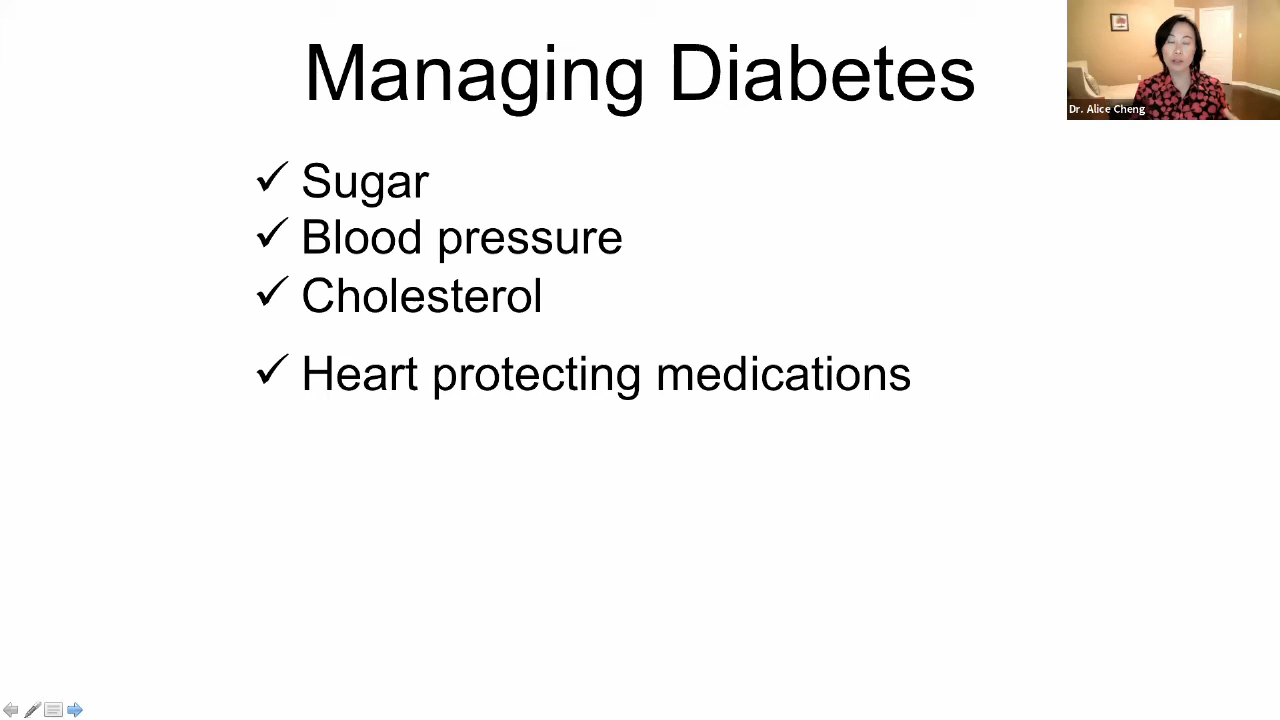 Managing Diabetes
Dr. Alice Cheng
✓ Sugar
✓ Blood pressure
✓ Cholesterol
✓ Heart protecting medications